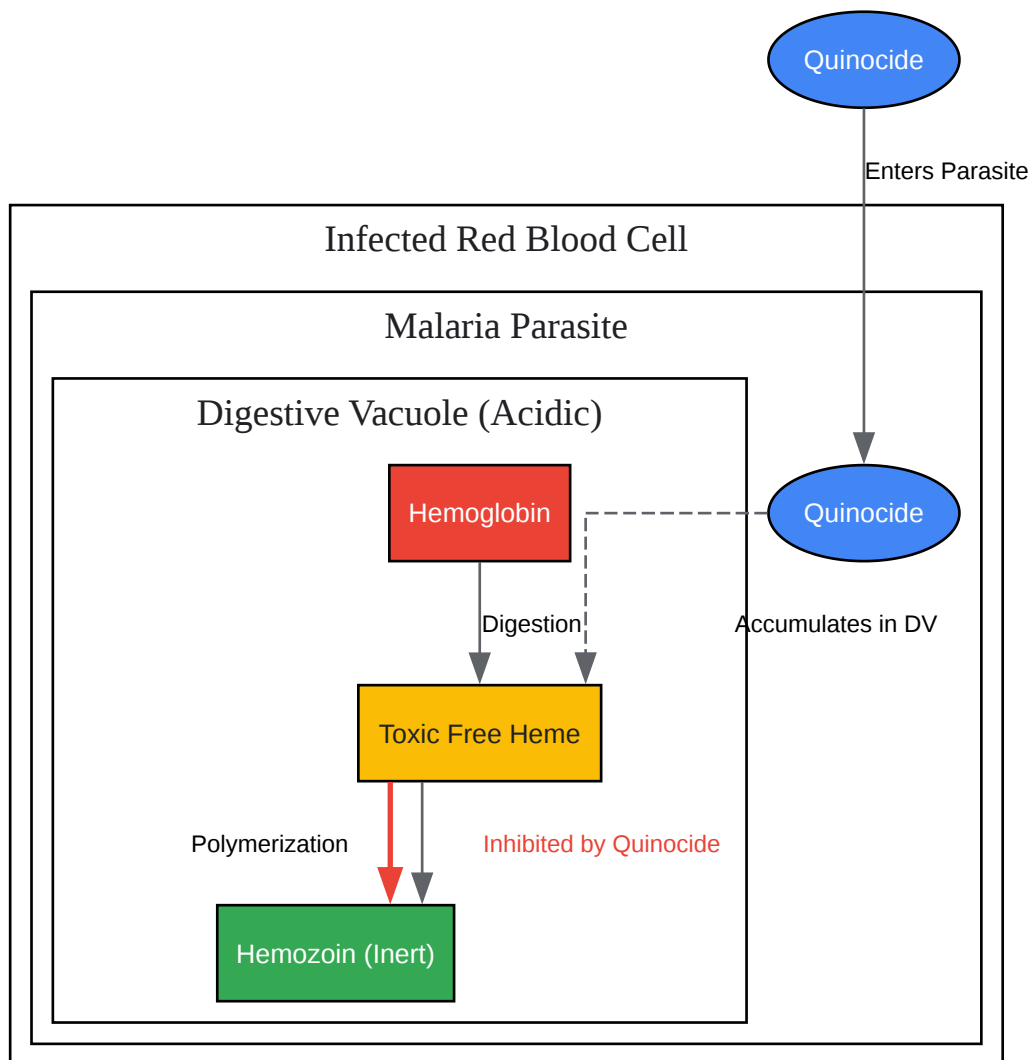 Quinocide
Enters Parasite
Infected Red Blood Cell
Malaria Parasite
Digestive Vacuole (Acidic)
Hemoglobin
Quinocide
Digestion
Accumulates in DV
Toxic Free Heme
Polymerization
Inhibited by Quinocide
Hemozoin (Inert)